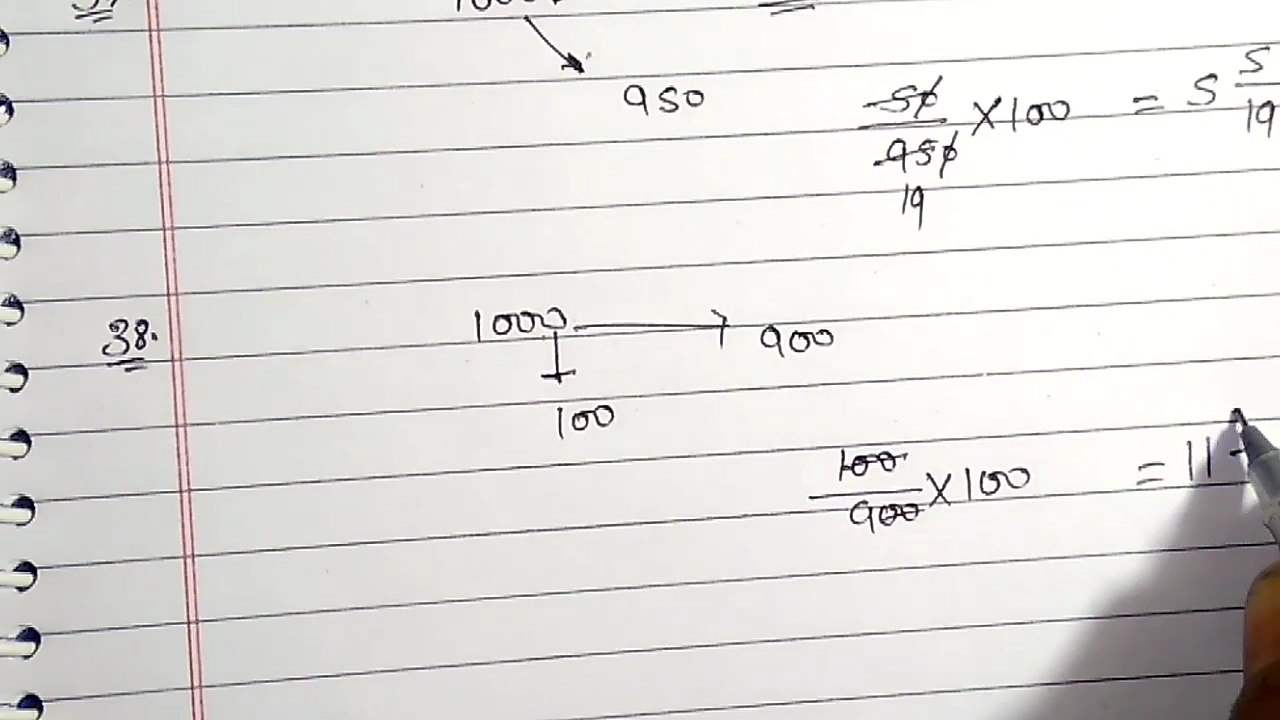 950
50/950 × 100 = 5 5/19
19
38.
1000 → 900
100
100/900 × 100 = 11